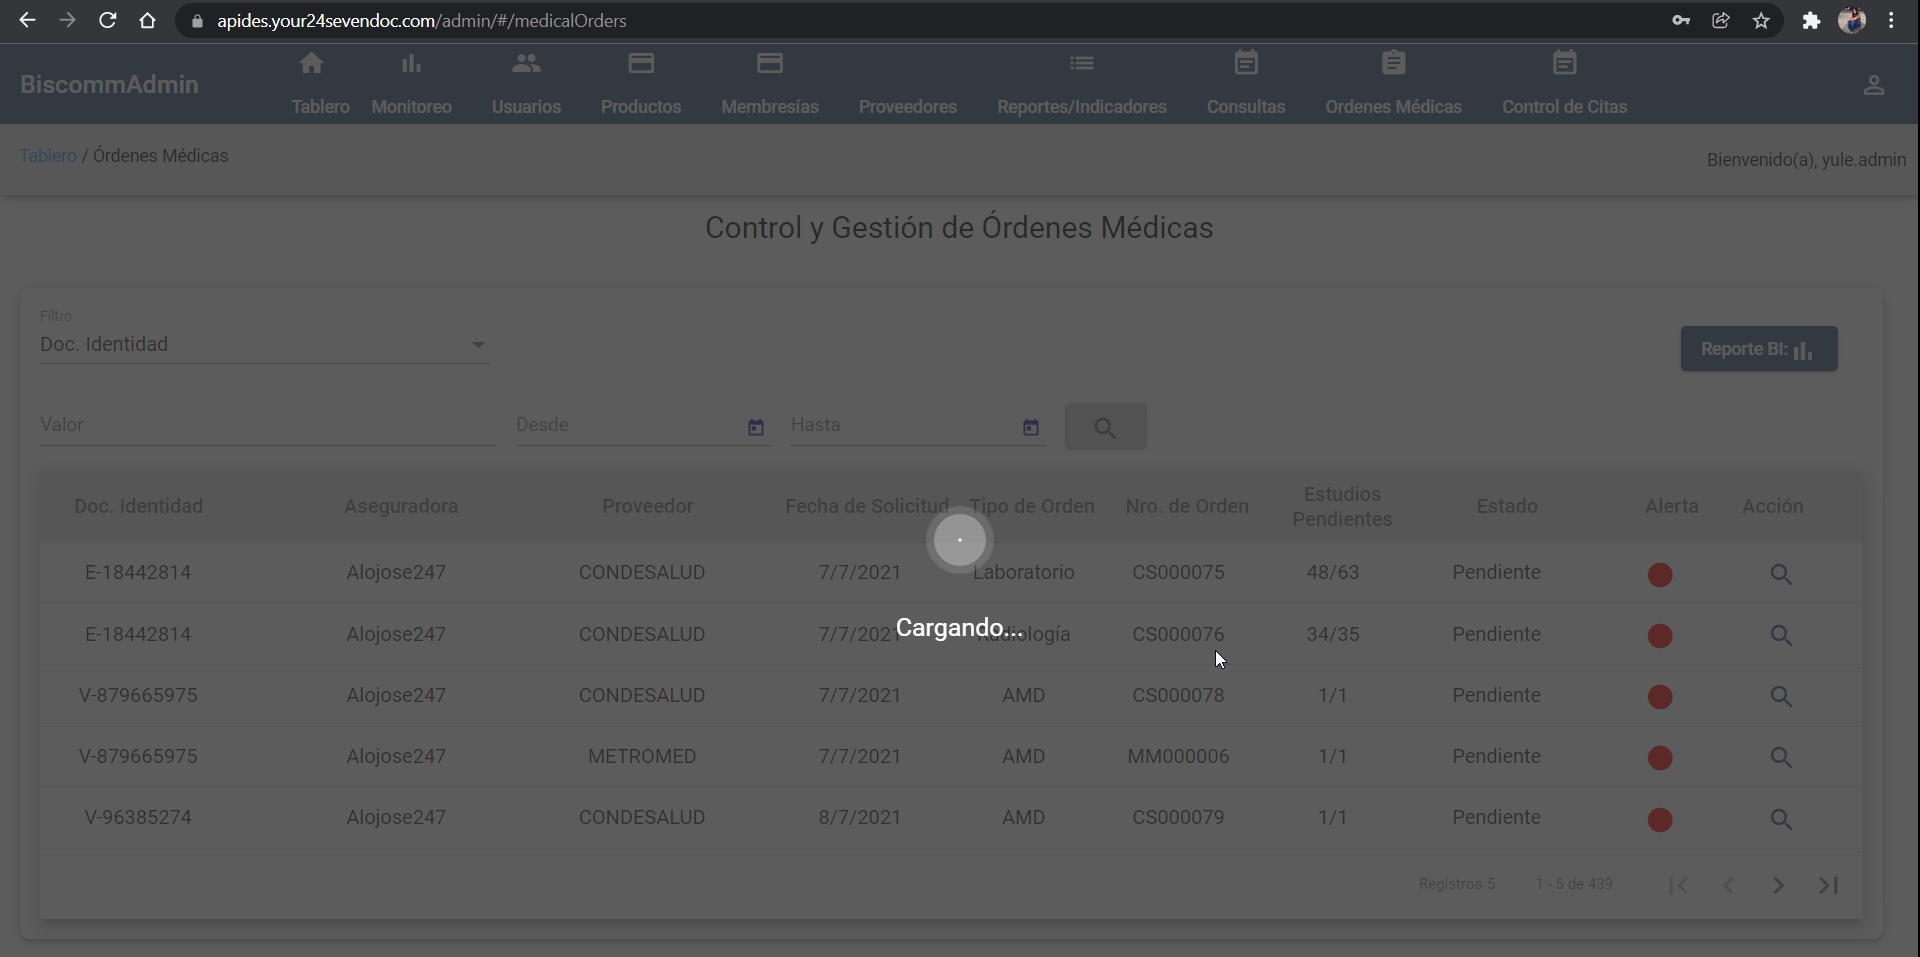 apides.your24sevendoc.com/admin/#/medicalOrders
BiscommAdmin
Tablero Monitoreo Usuarios Productos Membresías Proveedores Reportes/Indicadores Consultas Ordenes Médicas Control de Citas
Tablero / Órdenes Médicas
Bienvenido(a), yule.admin
Control y Gestión de Órdenes Médicas
Filtro
Doc. Identidad
Reporte BI:
Valor Desde Hasta
Doc. Identidad Aseguradora Proveedor Fecha de Solicitud Tipo de Orden Nro. de Orden Estudios Pendientes Estado Alerta Acción
E-18442814 Alojose247 CONDESALUD 7/7/2021 Laboratorio CS000075 48/63 Pendiente
Cargando...
E-18442814 Alojose247 CONDESALUD 7/7/2021 Radiología CS000076 34/35 Pendiente
V-879665975 Alojose247 CONDESALUD 7/7/2021 AMD CS000078 1/1 Pendiente
V-879665975 Alojose247 METROMED 7/7/2021 AMD MM000006 1/1 Pendiente
V-96385274 Alojose247 CONDESALUD 8/7/2021 AMD CS000079 1/1 Pendiente
Registros 5 1 - 5 de 439